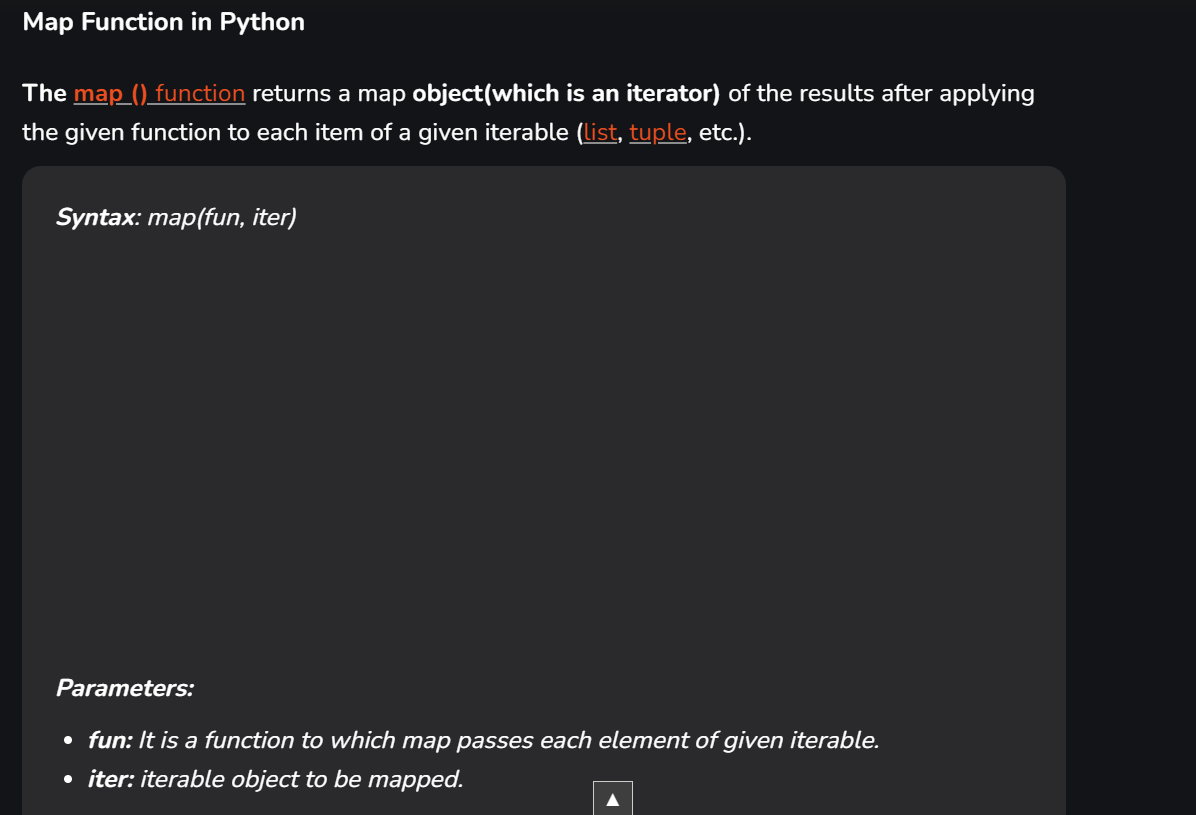 Map Function in Python
The map () function returns a map object(which is an iterator) of the results after applying
the given function to each item of a given iterable (list, tuple, etc.).
Syntax: map(fun, iter)
Parameters:
• fun: It is a function to which map passes each element of given iterable.
• iter: iterable object to be mapped.
▲